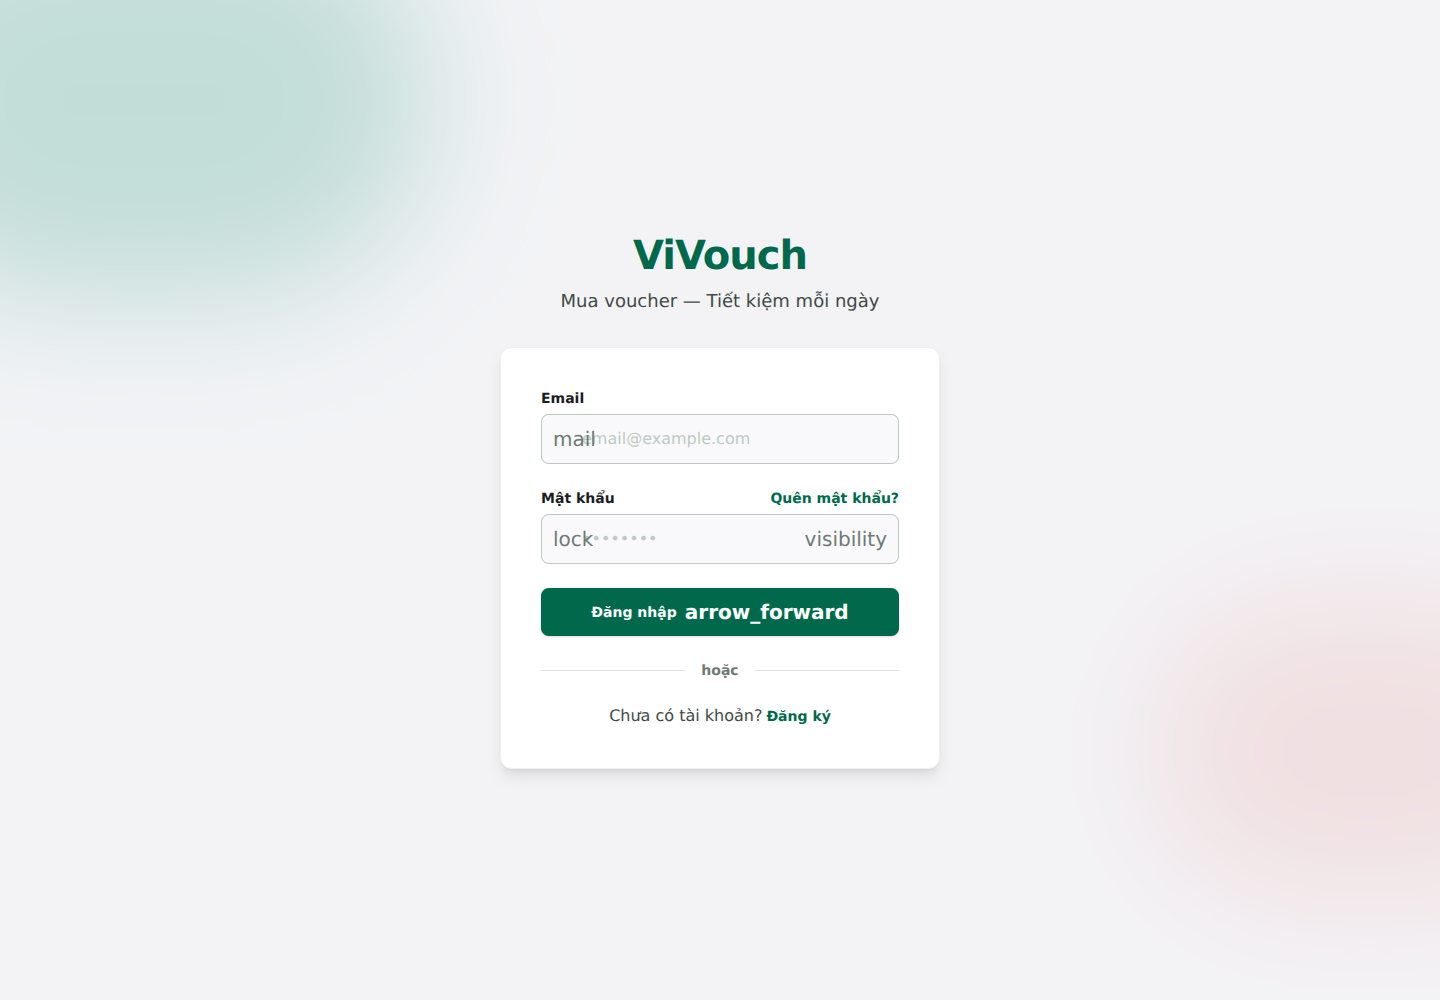 ViVouch
Mua voucher — Tiết kiệm mỗi ngày
Email
mail email@example.com
Mật khẩu Quên mật khẩu?
lock •••••••• visibility
Đăng nhập arrow_forward
hoặc
Chưa có tài khoản? Đăng ký